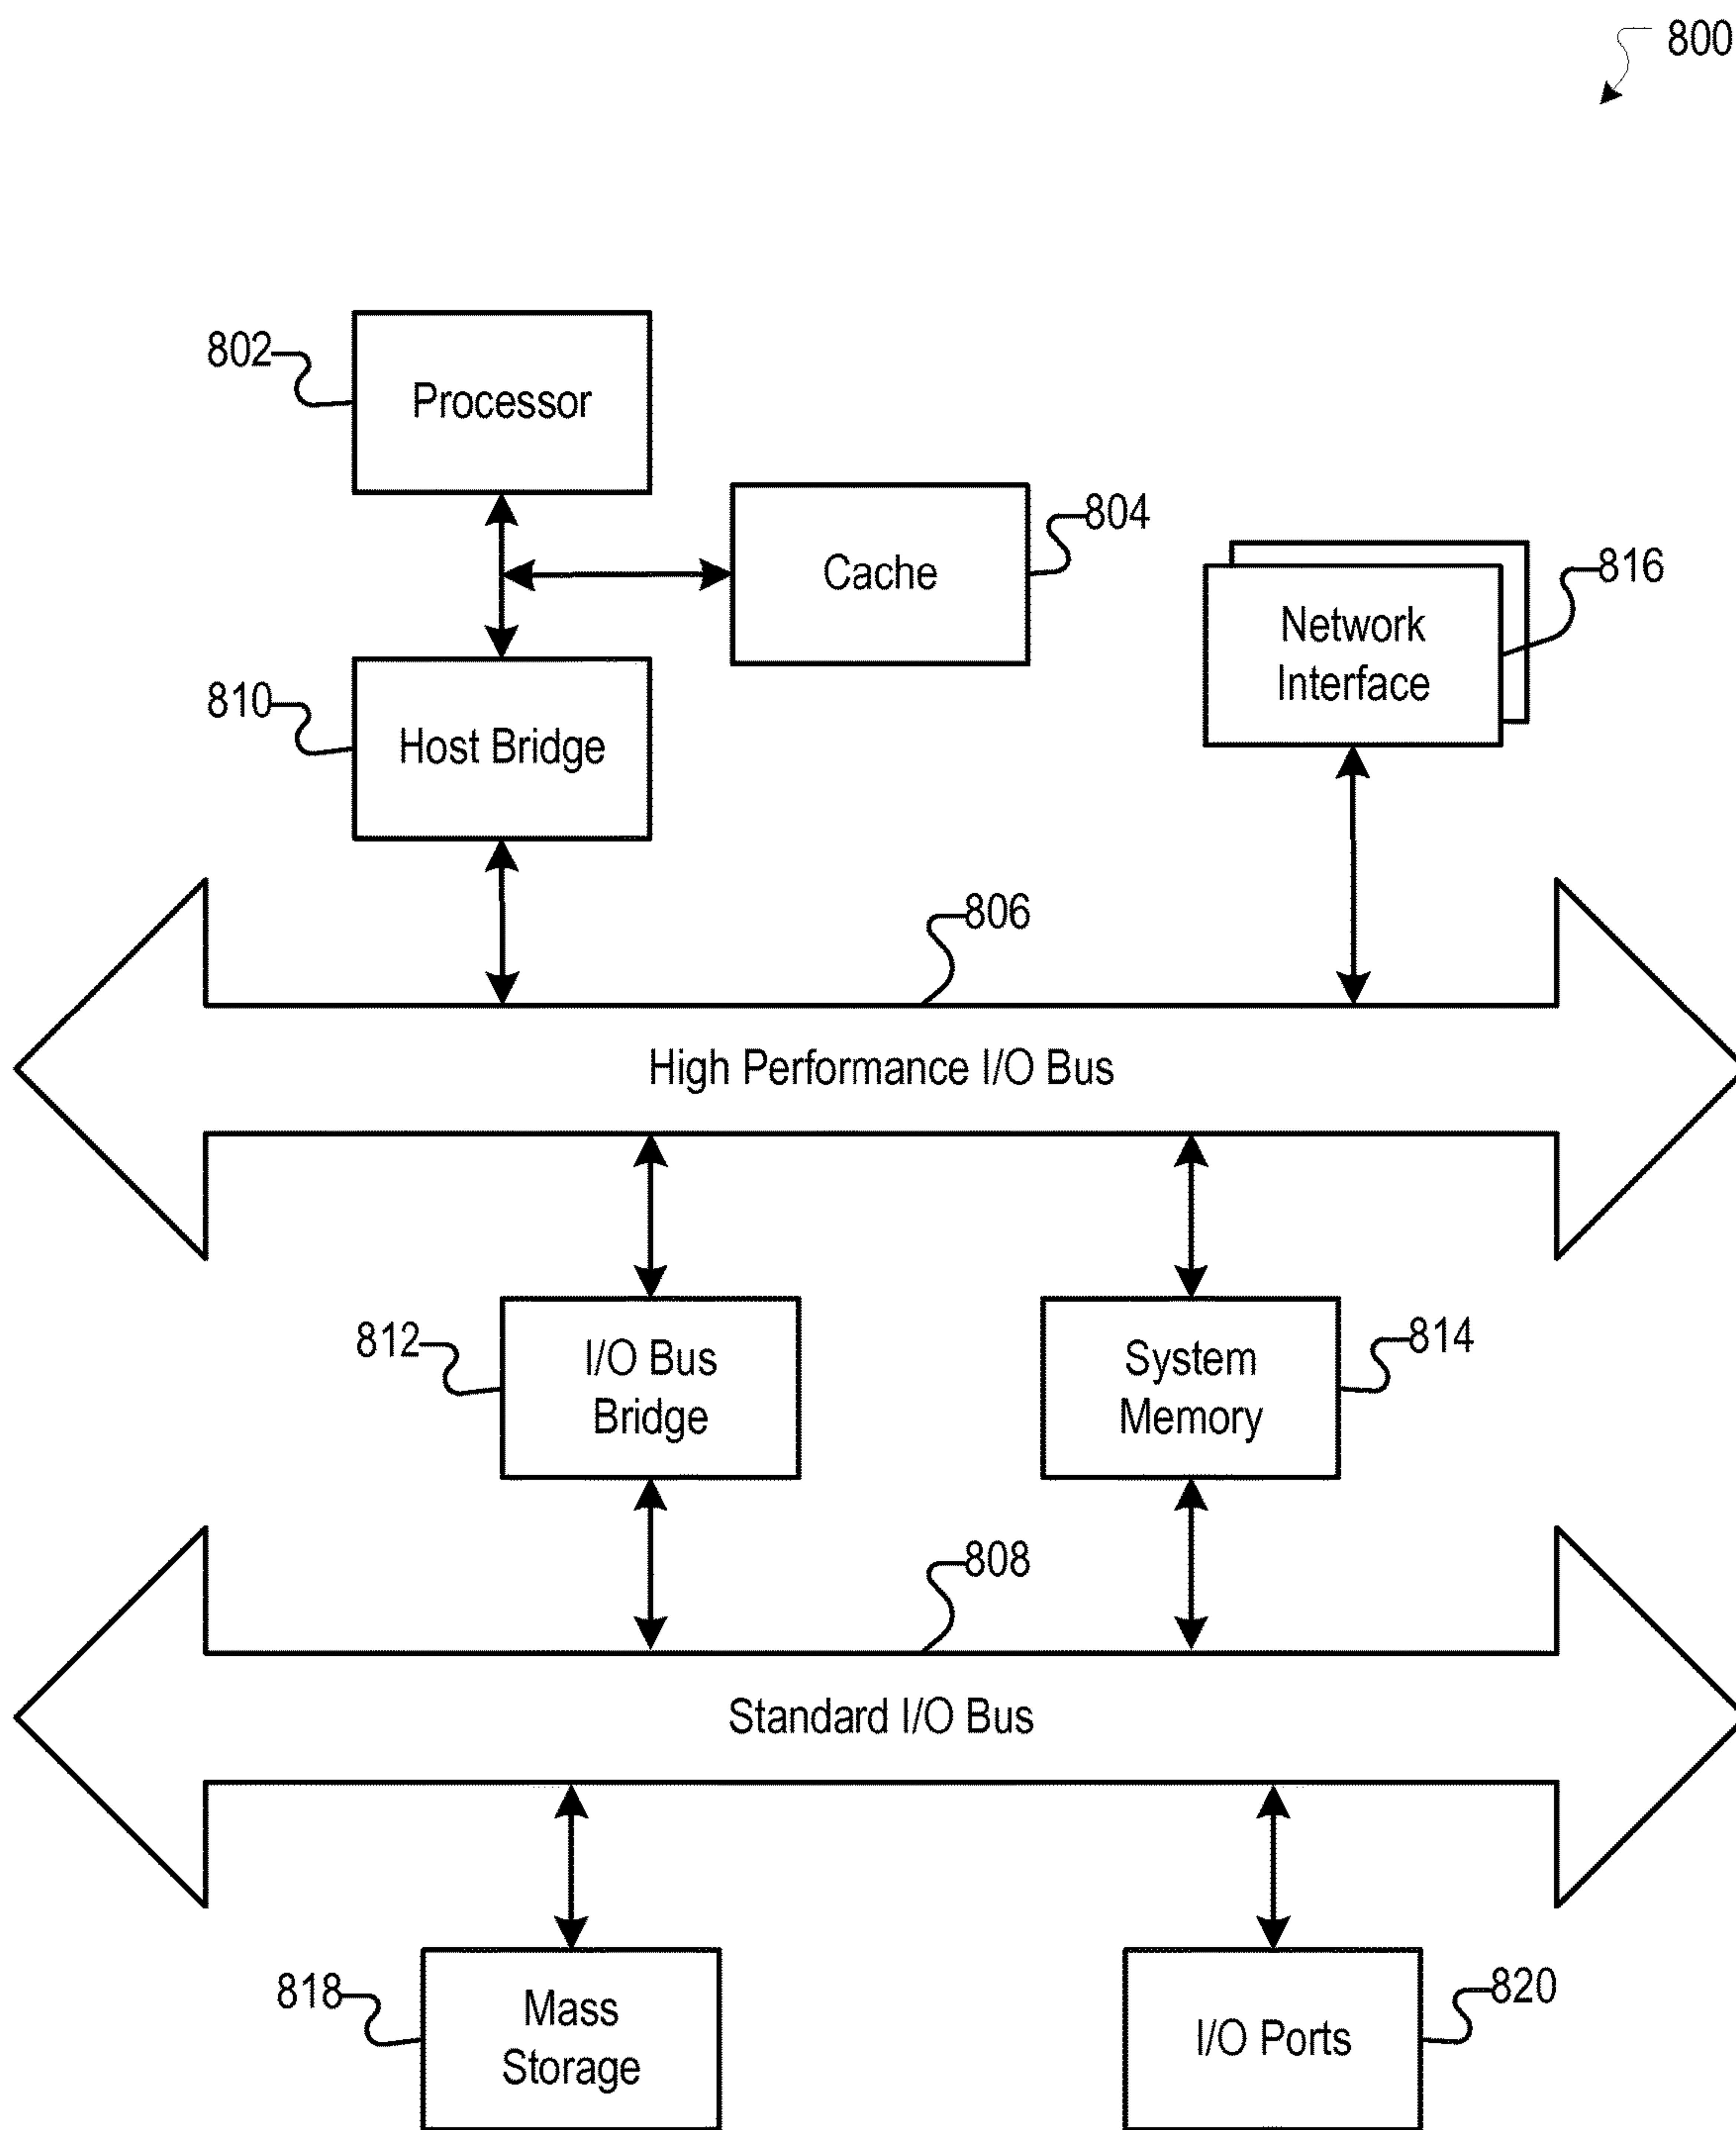 800
802
Processor
804
Cache
816
Network
Interface
810
Host Bridge
806
High Performance I/O Bus
812
I/O Bus
Bridge
System
Memory
814
808
Standard I/O Bus
818
Mass
Storage
I/O Ports
820